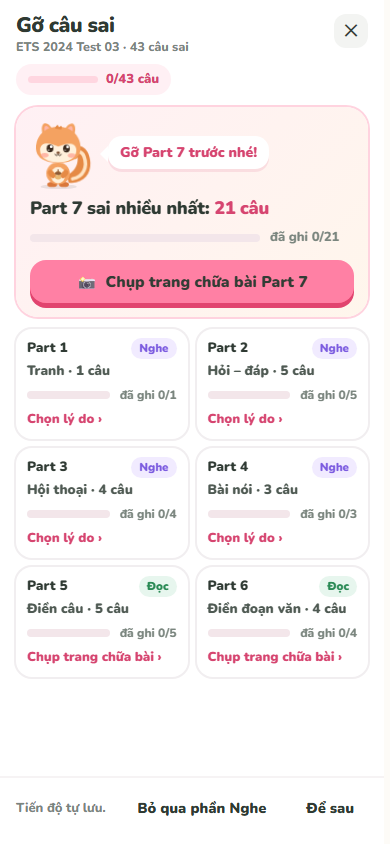 Gỡ câu sai
ETS 2024 Test 03 · 43 câu sai
0/43 câu
Gỡ Part 7 trước nhé!
Part 7 sai nhiều nhất: 21 câu
đã ghi 0/21
Chụp trang chữa bài Part 7
Part 1 Nghe
Tranh · 1 câu
đã ghi 0/1
Chọn lý do ›
Part 2 Nghe
Hỏi – đáp · 5 câu
đã ghi 0/5
Chọn lý do ›
Part 3 Nghe
Hội thoại · 4 câu
đã ghi 0/4
Chọn lý do ›
Part 4 Nghe
Bài nói · 3 câu
đã ghi 0/3
Chọn lý do ›
Part 5 Đọc
Điền câu · 5 câu
đã ghi 0/5
Chụp trang chữa bài ›
Part 6 Đọc
Điền đoạn văn · 4 câu
đã ghi 0/4
Chụp trang chữa bài ›
Tiến độ tự lưu. Bỏ qua phần Nghe Để sau